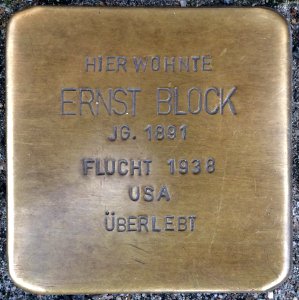 HIER WOHNTE
ERNST BLOCK
JG. 1891
FLUCHT 1938
USA
ÜBERLEBT